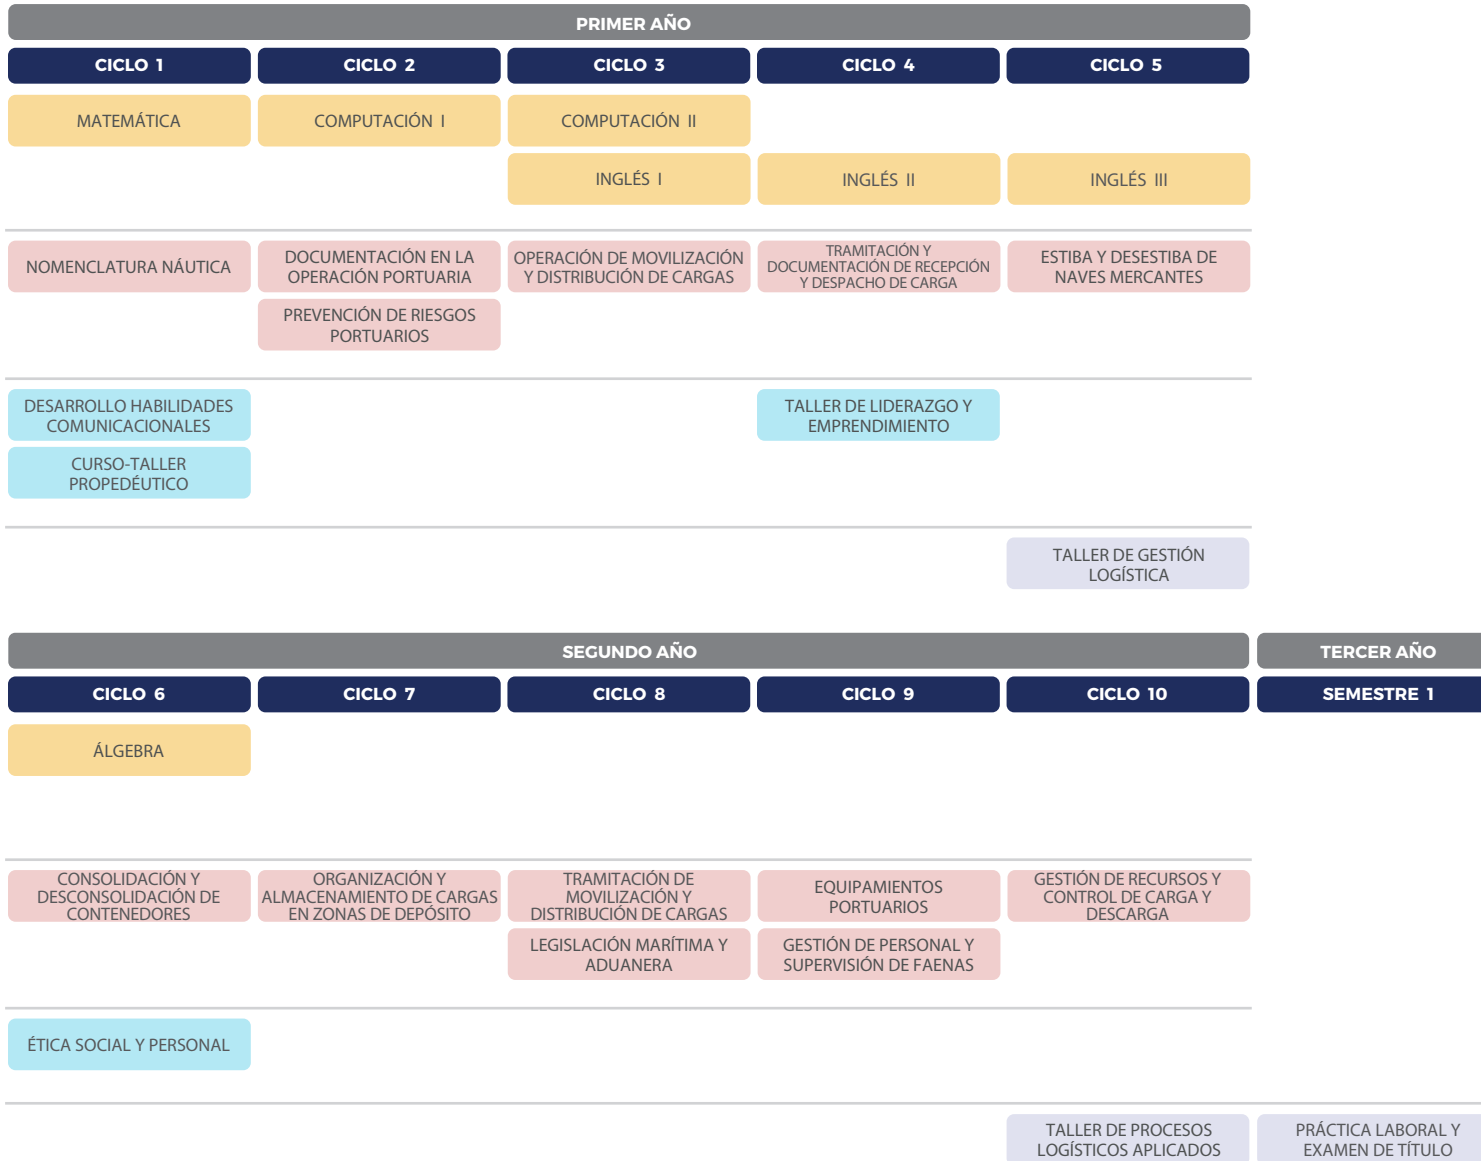 PRIMER AÑO
CICLO 1
CICLO 2
CICLO 3
CICLO 4
CICLO 5
MATEMÁTICA
COMPUTACIÓN I
COMPUTACIÓN II
INGLÉS I
INGLÉS II
INGLÉS III
NOMENCLATURA NÁUTICA
DOCUMENTACIÓN EN LA
OPERACIÓN PORTUARIA
OPERACIÓN DE MOVILIZACIÓN
Y DISTRIBUCIÓN DE CARGAS
TRAMITACIÓN Y
DOCUMENTACIÓN DE RECEPCIÓN
Y DESPACHO DE CARGA
ESTIBA Y DESESTIBA DE
NAVES MERCANTES
PREVENCIÓN DE RIESGOS
PORTUARIOS
DESARROLLO HABILIDADES
COMUNICACIONALES
TALLER DE LIDERAZGO Y
EMPRENDIMIENTO
CURSO-TALLER
PROPEDÉUTICO
TALLER DE GESTIÓN
LOGÍSTICA
SEGUNDO AÑO
TERCER AÑO
CICLO 6
CICLO 7
CICLO 8
CICLO 9
CICLO 10
SEMESTRE 1
ÁLGEBRA
CONSOLIDACIÓN Y
DESCONSOLIDACIÓN DE
CONTENEDORES
ORGANIZACIÓN Y
ALMACENAMIENTO DE CARGAS
EN ZONAS DE DEPÓSITO
TRAMITACIÓN DE
MOVILIZACIÓN Y
DISTRIBUCIÓN DE CARGAS
EQUIPAMIENTOS
PORTUARIOS
GESTIÓN DE RECURSOS Y
CONTROL DE CARGA Y
DESCARGA
LEGISLACIÓN MARÍTIMA Y
ADUANERA
GESTIÓN DE PERSONAL Y
SUPERVISIÓN DE FAENAS
ÉTICA SOCIAL Y PERSONAL
TALLER DE PROCESOS
LOGÍSTICOS APLICADOS
PRÁCTICA LABORAL Y
EXAMEN DE TÍTULO